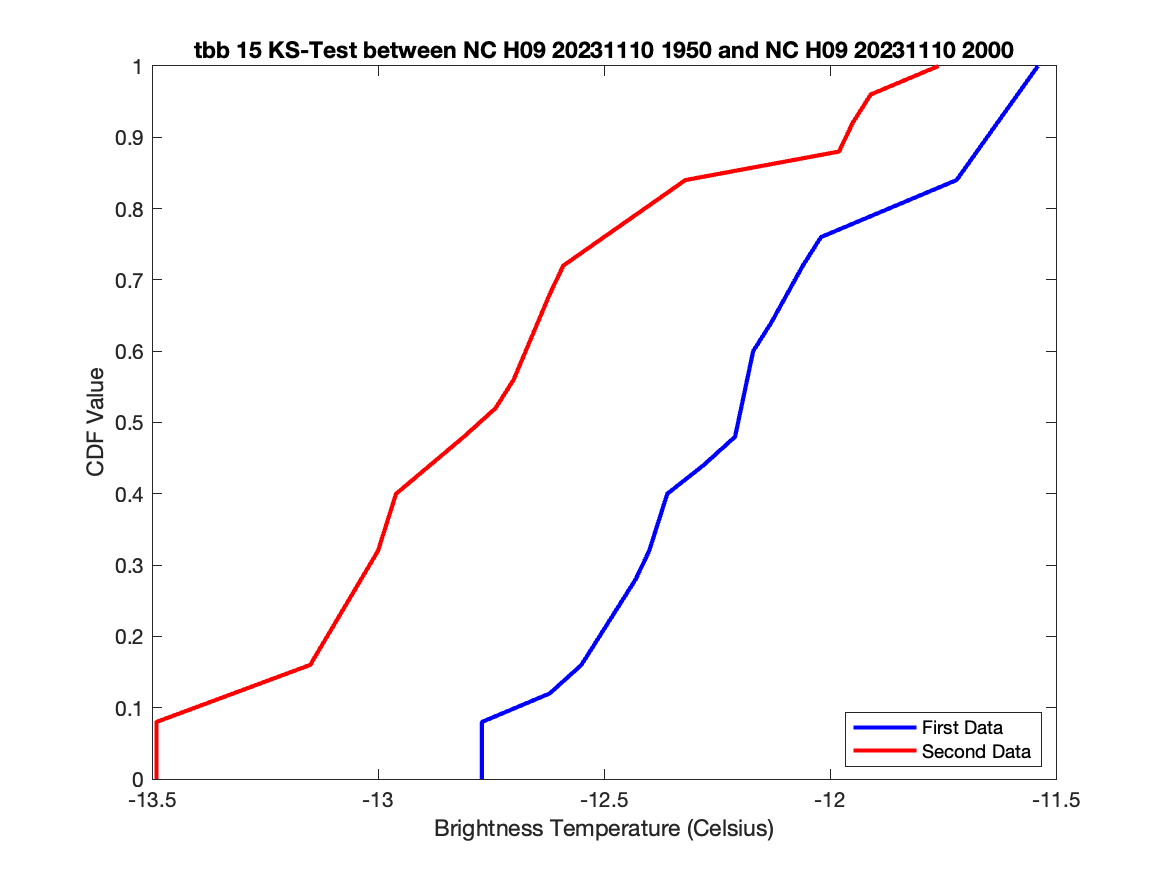 tbb 15 KS-Test between NC H09 20231110 1950 and NC H09 20231110 2000
1
0.9
0.8
0.7
0.6
0.5
0.4
0.3
0.2
0.1
0
CDF Value
First Data
Second Data
-13.5 -13 -12.5 -12 -11.5
Brightness Temperature (Celsius)